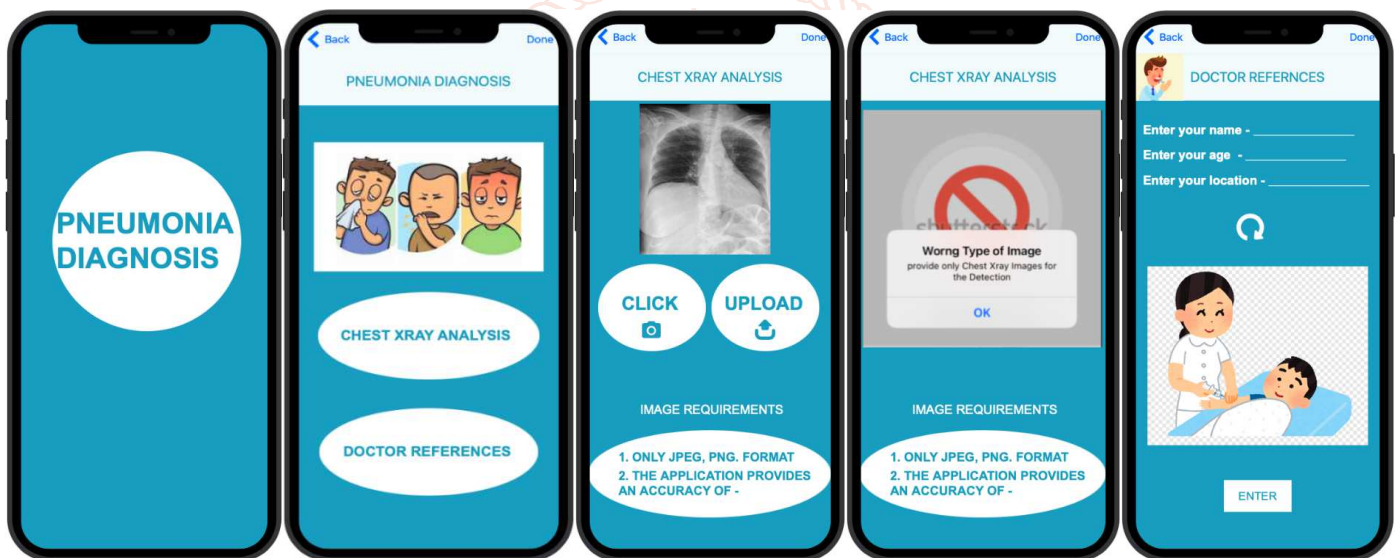 PNEUMONIA
DIAGNOSIS
Back
Done
PNEUMONIA DIAGNOSIS
CHEST XRAY ANALYSIS
DOCTOR REFERENCES
Back
Done
CHEST XRAY ANALYSIS
CLICK
UPLOAD
IMAGE REQUIREMENTS
1. ONLY JPEG, PNG. FORMAT
2. THE APPLICATION PROVIDES
AN ACCURACY OF -
Back
Done
CHEST XRAY ANALYSIS
shutterstock
Worng Type of Image
provide only Chest Xray Images for
the Detection
OK
IMAGE REQUIREMENTS
1. ONLY JPEG, PNG. FORMAT
2. THE APPLICATION PROVIDES
AN ACCURACY OF -
Back
Done
DOCTOR REFERNCES
Enter your name - ______________
Enter your age - ______________
Enter your location - ______________
ENTER